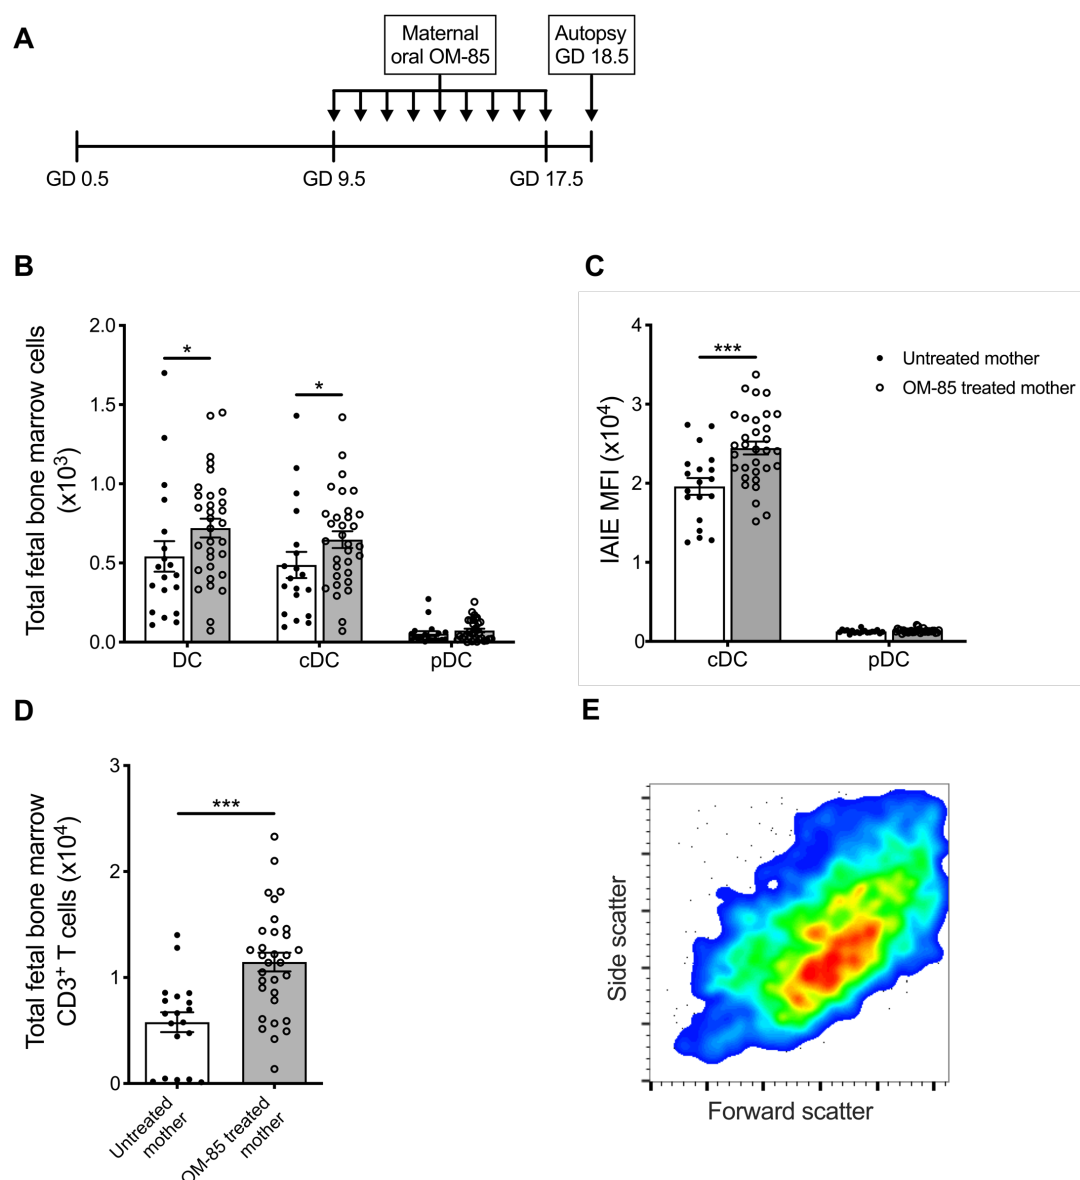 A
Maternal
oral OM-85
Autopsy
GD 18.5
GD 0.5
GD 9.5
GD 17.5
B
Total fetal bone marrow cells
(x10³)
2.0
1.5
1.0
0.5
0.0
*
*
DC
cDC
pDC
C
IAIE MFI (x10⁴)
4
3
2
1
0
***
cDC
pDC
Untreated mother
OM-85 treated mother
D
Total fetal bone marrow
CD3⁺ T cells (x10⁴)
3
2
1
0
***
Untreated
mother
OM-85 treated
mother
E
Side scatter
Forward scatter